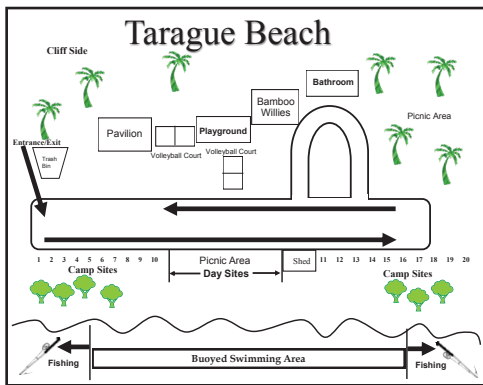 Tarague Beach
Cliff Side
Bathroom
Bamboo
Willies
Picnic Area
Pavilion
Playground
Entrance/Exit
Volleyball Court
Volleyball Court
Trash
Bin
1 2 3 4 5 6 7 8 9 10
Picnic Area
Shed
11 12 13 14 15 16 17 18 19 20
Camp Sites
Day Sites
Camp Sites
Fishing
Buoyed Swimming Area
Fishing